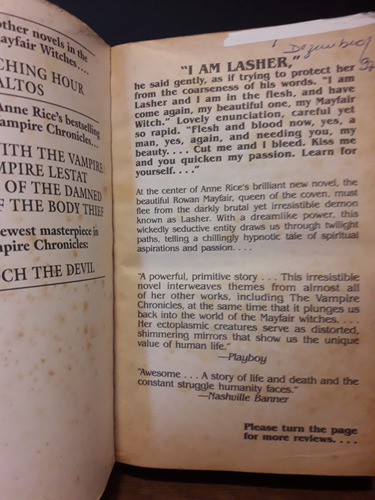 other novels in the
Mayfair Witches....
CHING HOUR
ALTOS
Anne Rice's bestselling
Vampire Chronicles...
WITH THE VAMPIRE
MPIRE LESTAT
OF THE DAMNED
OF THE BODY THIEF
newest masterpiece in
mpire Chronicles:
OCH THE DEVIL
"I AM LASHER,"
he said gently, as if trying to protect her
from the coarseness of his words. "I am
Lasher and I am in the flesh, and have
come again, my beautiful one, my Mayfair
Witch." Lovely enunciation, careful yet
so rapid. "Flesh and blood now, yes, a
man, yes, again, and needing you, my
beauty.... Cut me and I bleed. Kiss me
and you quicken my passion. Learn for
yourself...."
At the center of Anne Rice's brilliant new novel, the
beautiful Rowan Mayfair, queen of the coven, must
flee from the darkly brutal yet irresistible demon
known as Lasher. With a dreamlike power, this
wickedly seductive entity draws us through twilight
paths, telling a chillingly hypnotic tale of spiritual
aspirations and passion....
"A powerful, primitive story ... This irresistible
novel interweaves themes from almost all
of her other works, including The Vampire
Chronicles, at the same time that it plunges us
back into the world of the Mayfair witches....
Her ectoplasmic creatures serve as distorted,
shimmering mirrors that show us the unique
value of human life."
—Playboy
"Awesome ... A story of life and death and the
constant struggle humanity faces."
—Nashville Banner
Please turn the page
for more reviews....